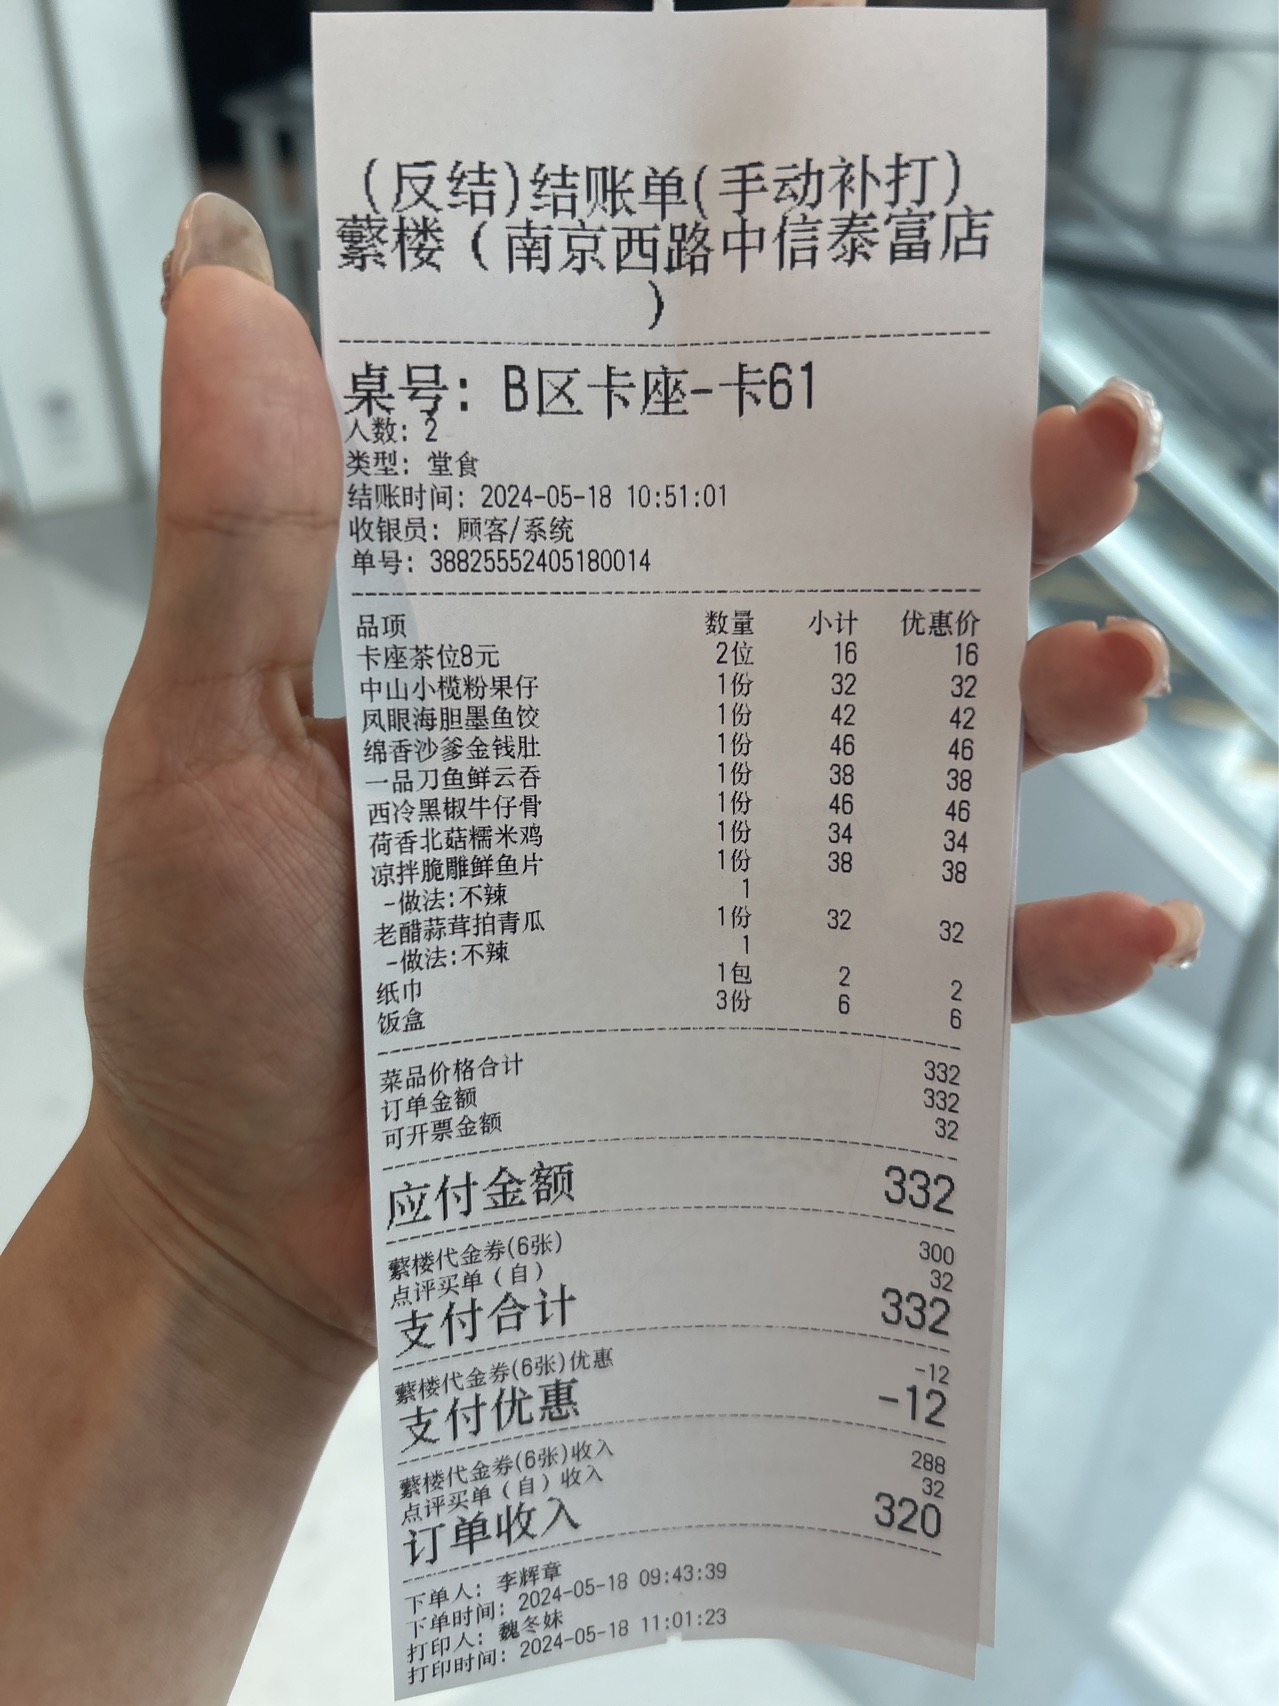 (反结)结账单(手动补打)
蘩楼(南京西路中信泰富店
)
桌号: B区卡座-卡61
人数: 2
类型: 堂食
结账时间: 2024-05-18 10:51:01
收银员: 顾客/系统
单号: 38825552405180014
品项 数量 小计 优惠价
卡座茶位8元 2位 16 16
中山小榄粉果仔 1份 32 32
凤眼海胆墨鱼饺 1份 42 42
绵香沙爹金钱肚 1份 46 46
一品刀鱼鲜云吞 1份 38 38
西冷黑椒牛仔骨 1份 46 46
荷香北菇糯米鸡 1份 34 34
凉拌脆雕鲜鱼片 1份 38 38
-做法:不辣 1
老醋蒜茸拍青瓜 1份 32 32
-做法:不辣 1
纸巾 1包 2 2
饭盒 3份 6 6
菜品价格合计 332
订单金额 332
可开票金额 32
应付金额 332
蘩楼代金券(6张) 300
点评买单(自) 32
支付合计 332
蘩楼代金券(6张)优惠 -12
支付优惠 -12
蘩楼代金券(6张)收入 288
点评买单(自)收入 32
订单收入 320
下单人: 李辉章
下单时间: 2024-05-18 09:43:39
打印人: 魏冬妹
打印时间: 2024-05-18 11:01:23